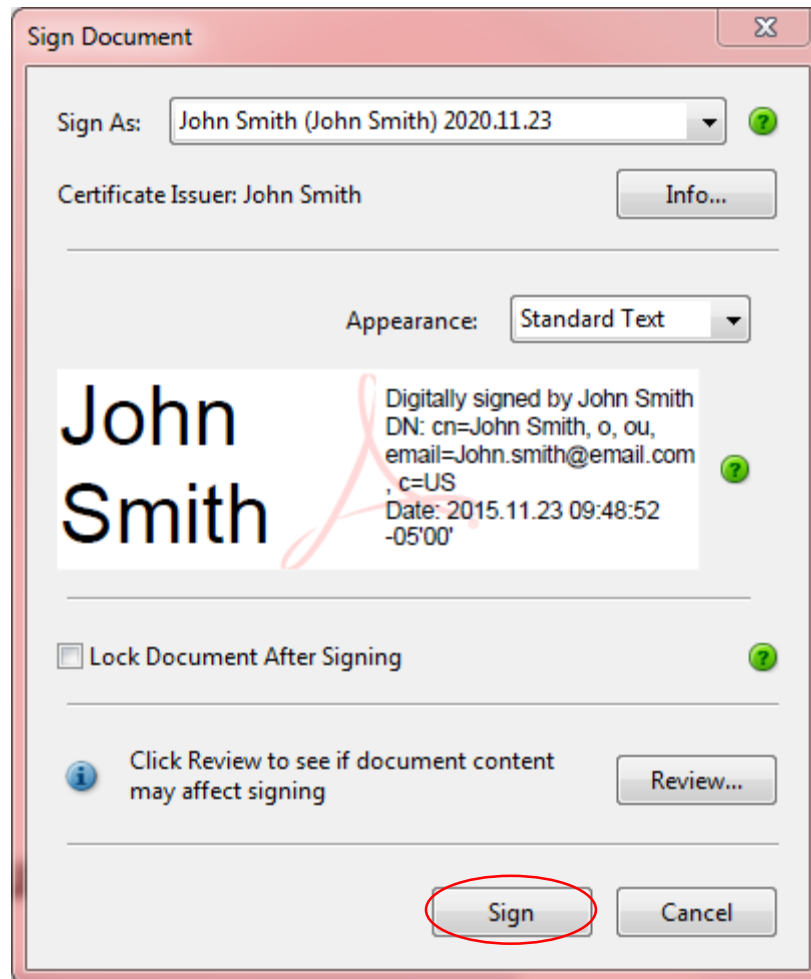 Sign Document
Sign As: John Smith (John Smith) 2020.11.23
Certificate Issuer: John Smith Info...
Appearance: Standard Text
John
Smith
Digitally signed by John Smith
DN: cn=John Smith, o, ou,
email=John.smith@email.com
, c=US
Date: 2015.11.23 09:48:52
-05'00'
Lock Document After Signing
Click Review to see if document content
may affect signing
Review...
Sign Cancel